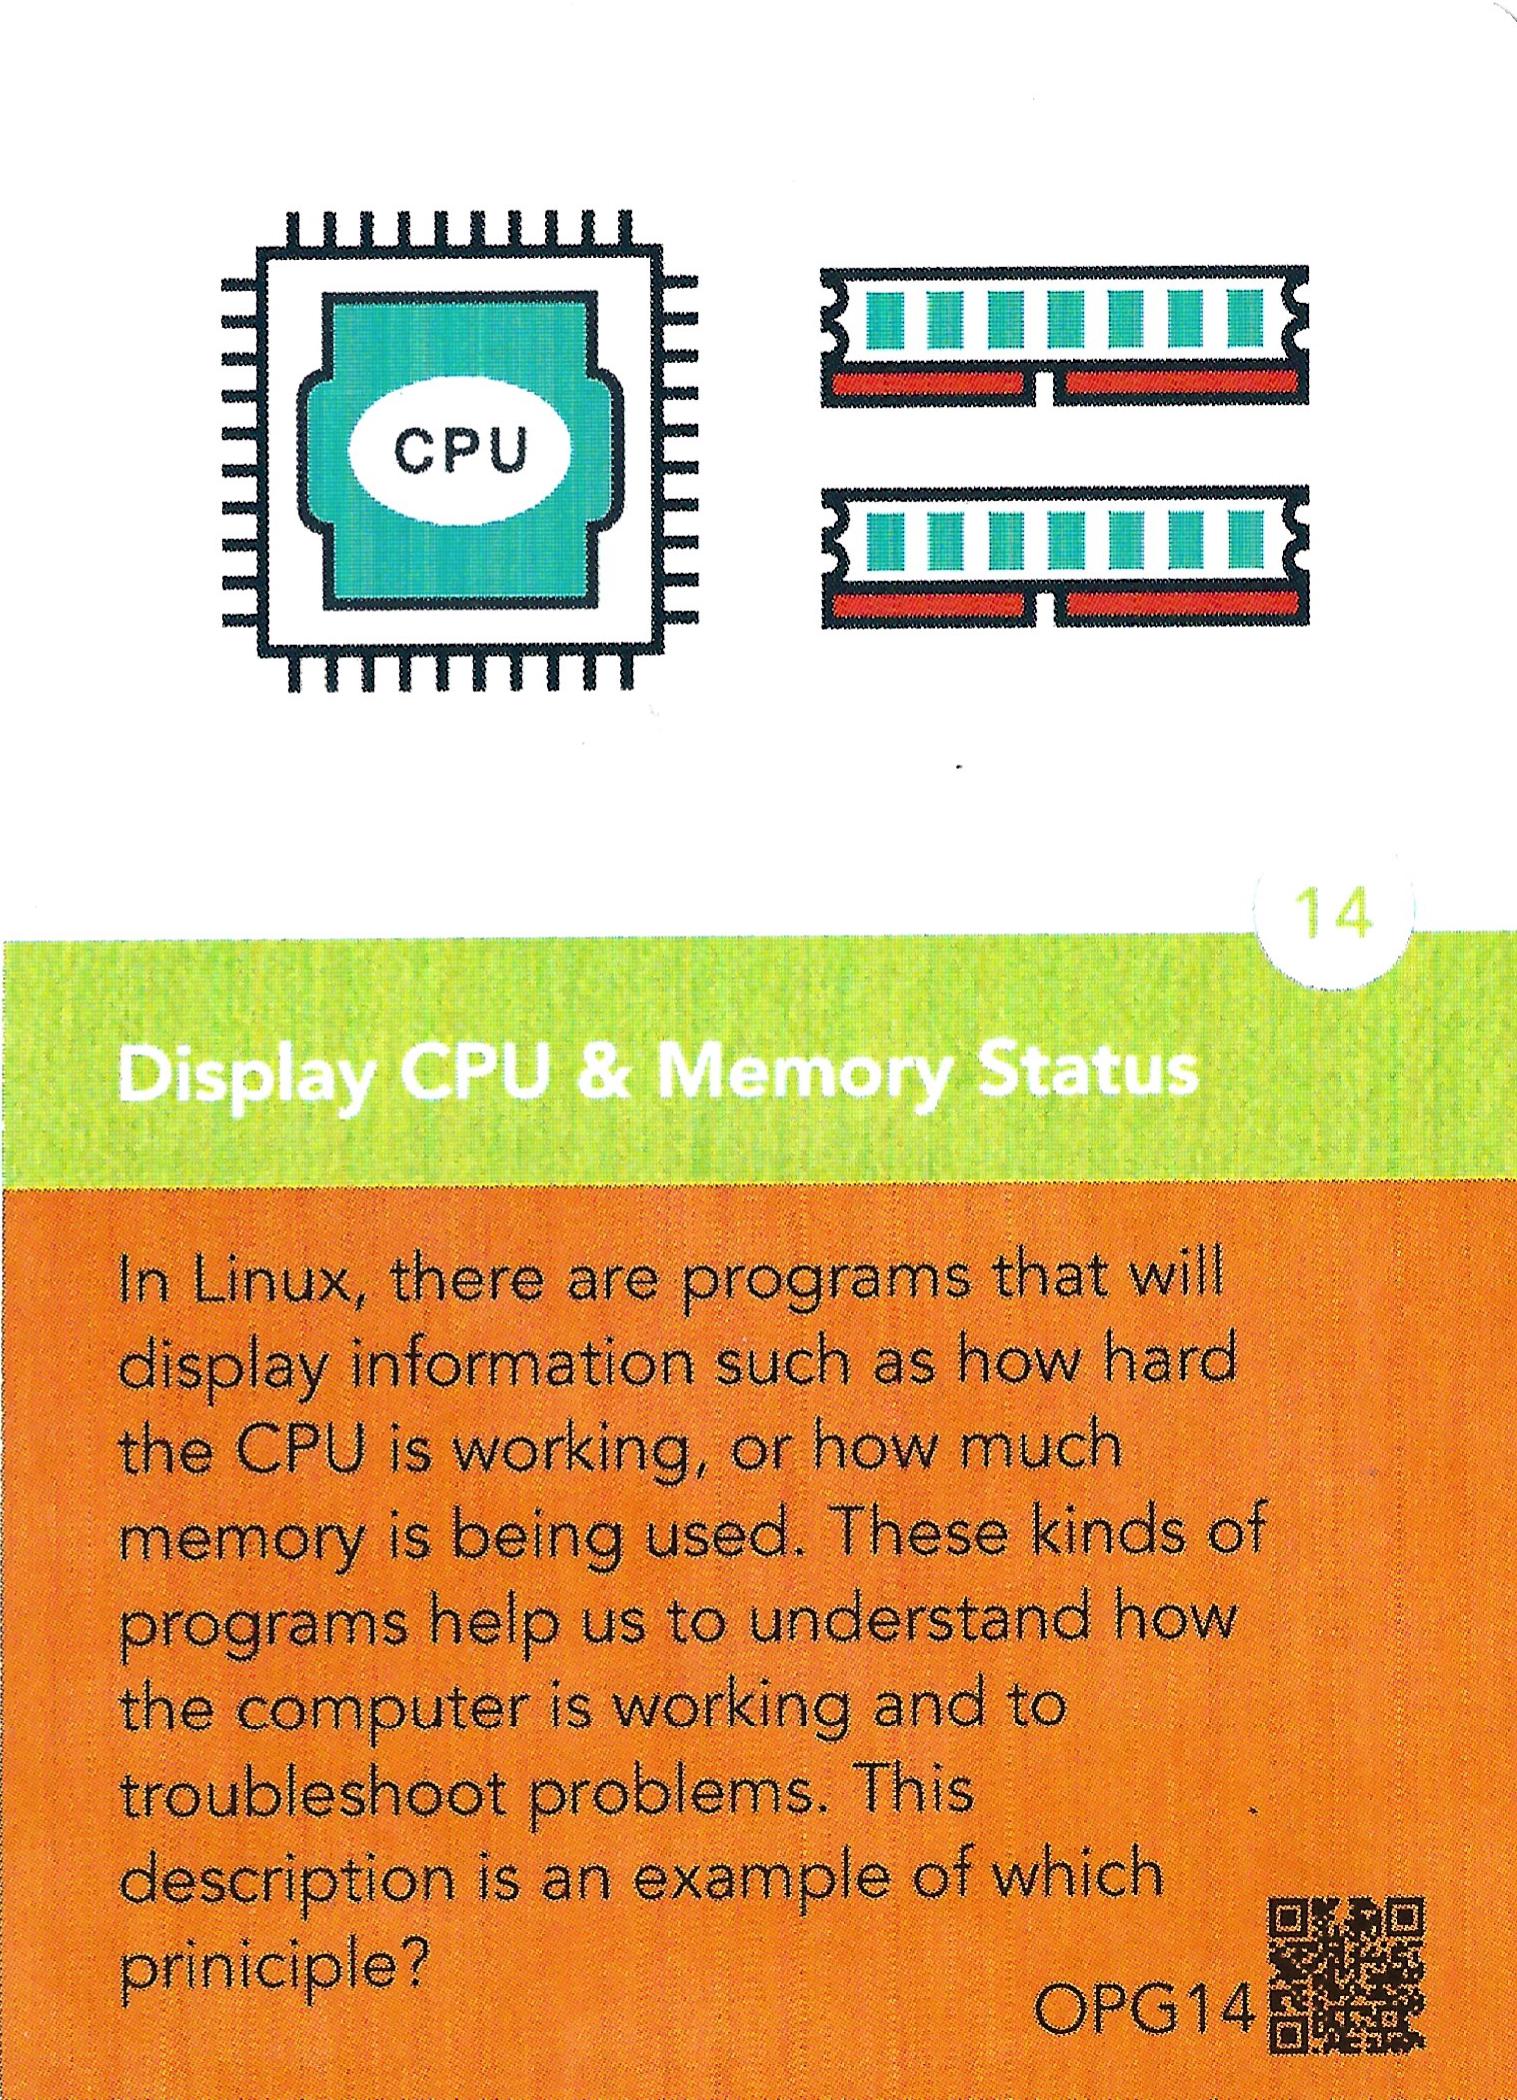 CPU
14
Display CPU & Memory Status
In Linux, there are programs that will
display information such as how hard
the CPU is working, or how much
memory is being used. These kinds of
programs help us to understand how
the computer is working and to
troubleshoot problems. This
description is an example of which
priniciple?
OPG14